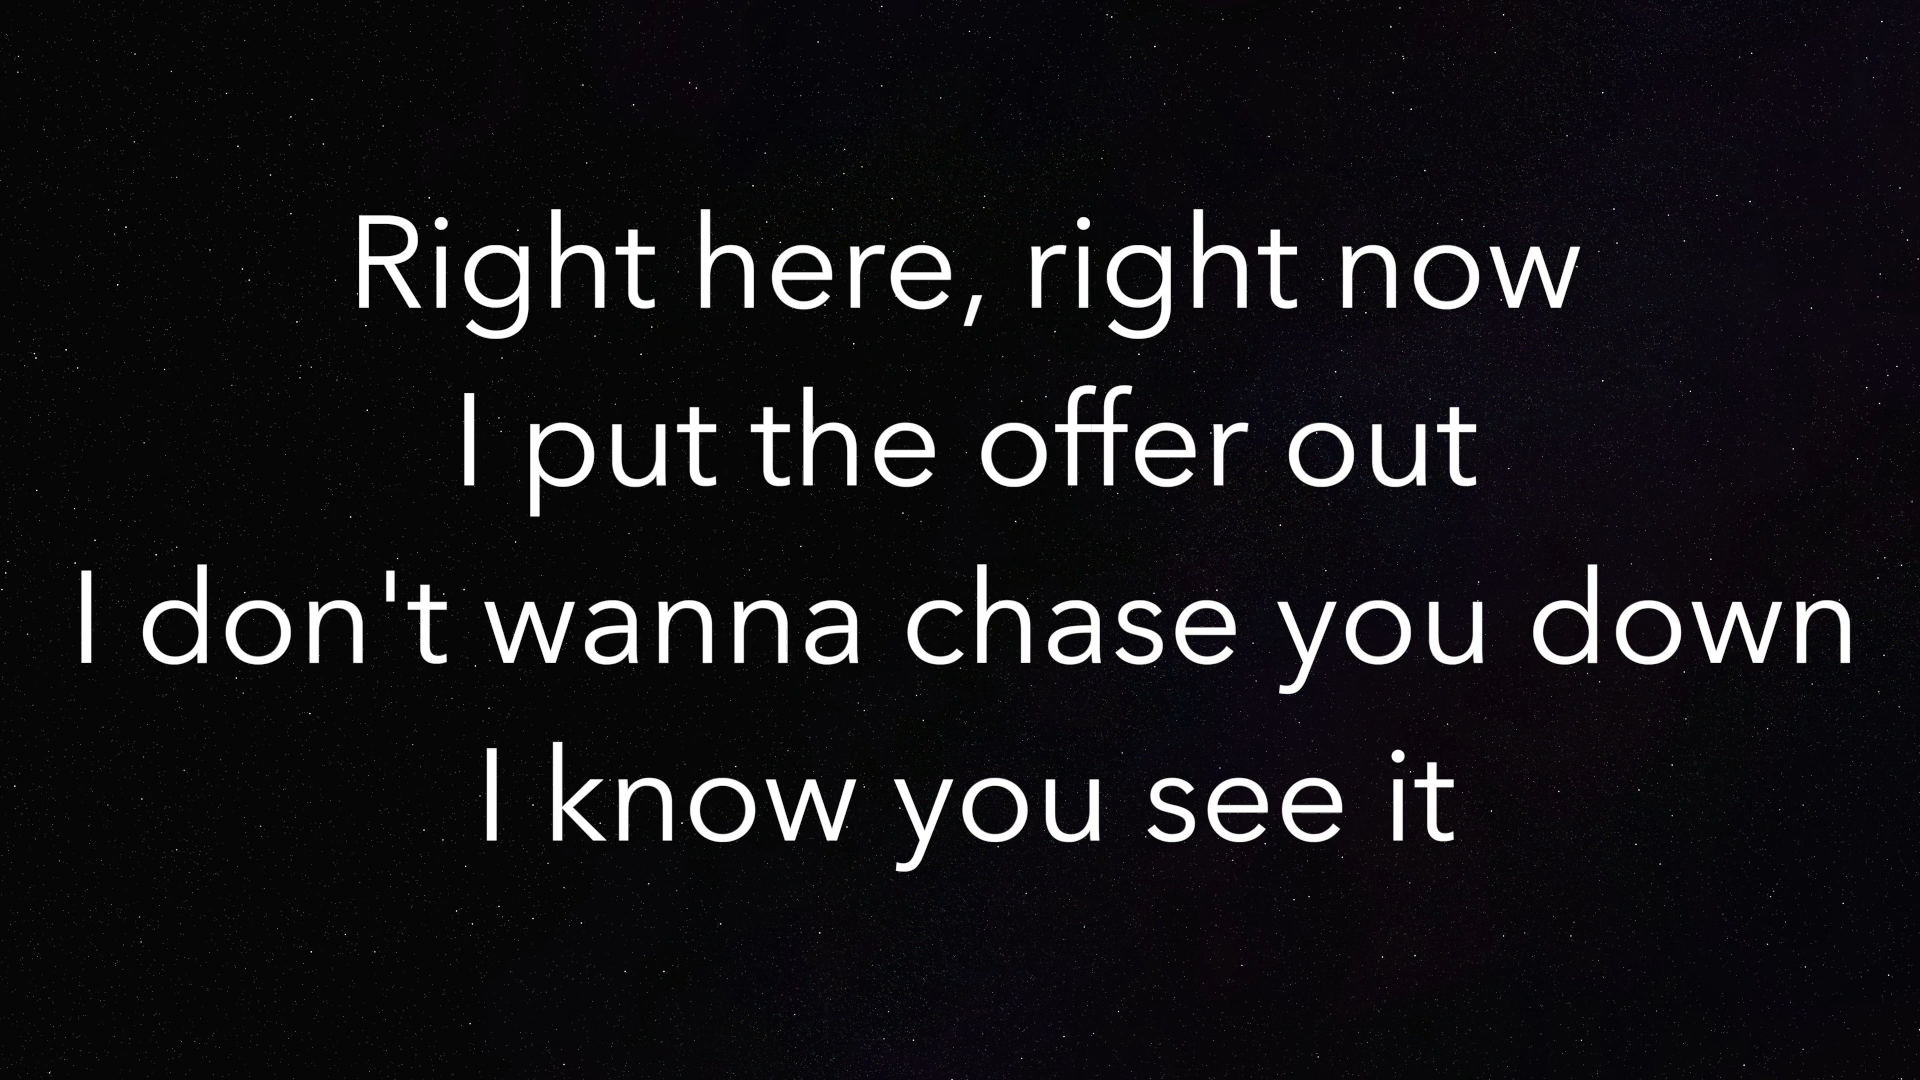 Right here, right now
I put the offer out
I don't wanna chase you down
I know you see it